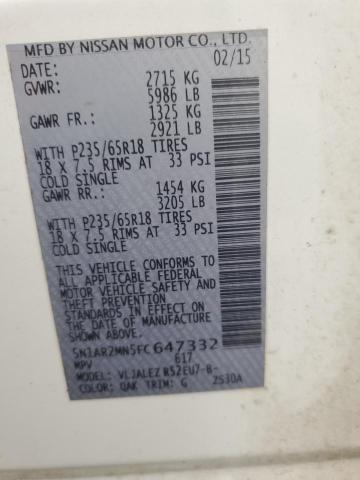 MFD BY NISSAN MOTOR CO., LTD.
DATE: 02/15
GVWR: 2715 KG
5986 LB
GAWR FR.: 1325 KG
2921 LB
WITH P235/65R18 TIRES
18 X 7.5 RIMS AT 33 PSI
COLD SINGLE
GAWR RR.: 1454 KG
3205 LB
WITH P235/65R18 TIRES
18 X 7.5 RIMS AT 33 PSI
COLD SINGLE
THIS VEHICLE CONFORMS TO
ALL APPLICABLE FEDERAL
MOTOR VEHICLE SAFETY AND
THEFT PREVENTION
STANDARDS IN EFFECT ON
THE DATE OF MANUFACTURE
SHOWN ABOVE.
5N1AR2MN5FC647332
MPV 617
MODEL: VLJALEZ R52EU7-B-
COLOR: QAK TRIM: G 2530A